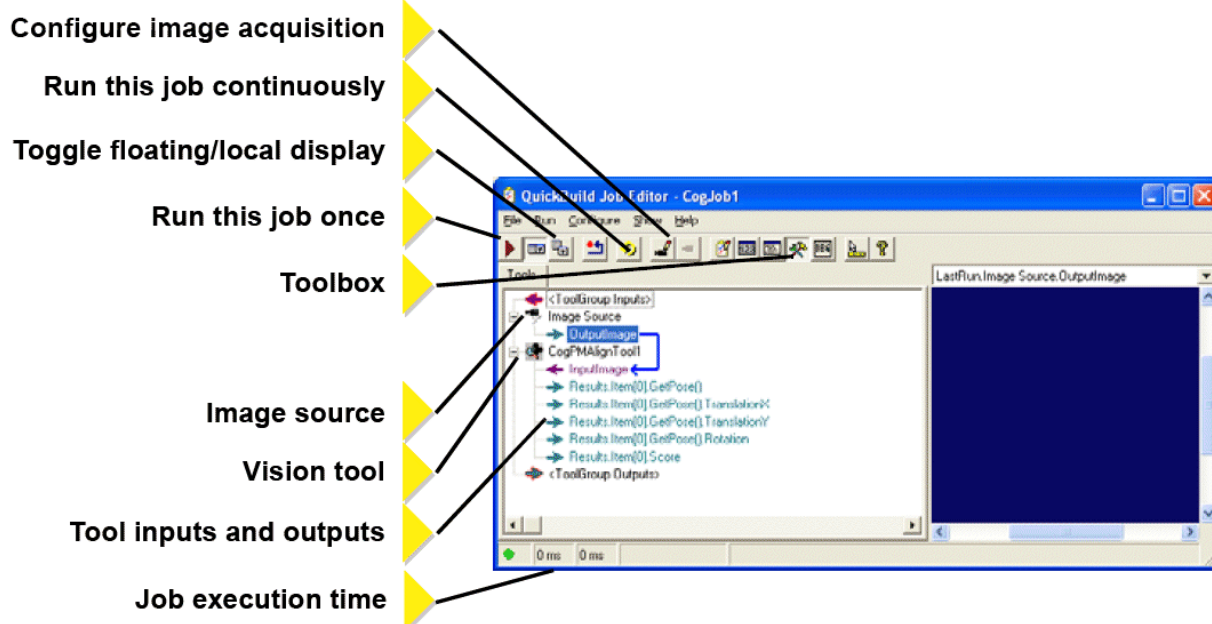 Configure image acquisition
Run this job continuously
Toggle floating/local display
Run this job once
Toolbox
Image source
Vision tool
Tool inputs and outputs
Job execution time
QuickBuild Job Editor - CogJob1
File Run Configure Show Help
Tools
<ToolGroup Inputs>
Image Source
OutputImage
CogPMAlignTool1
InputImage
Results.Item[0].GetPose()
Results.Item[0].GetPose().TranslationX
Results.Item[0].GetPose().TranslationY
Results.Item[0].GetPose().Rotation
Results.Item[0].Score
<ToolGroup Outputs>
LastRun.Image Source.OutputImage
0 ms 0 ms